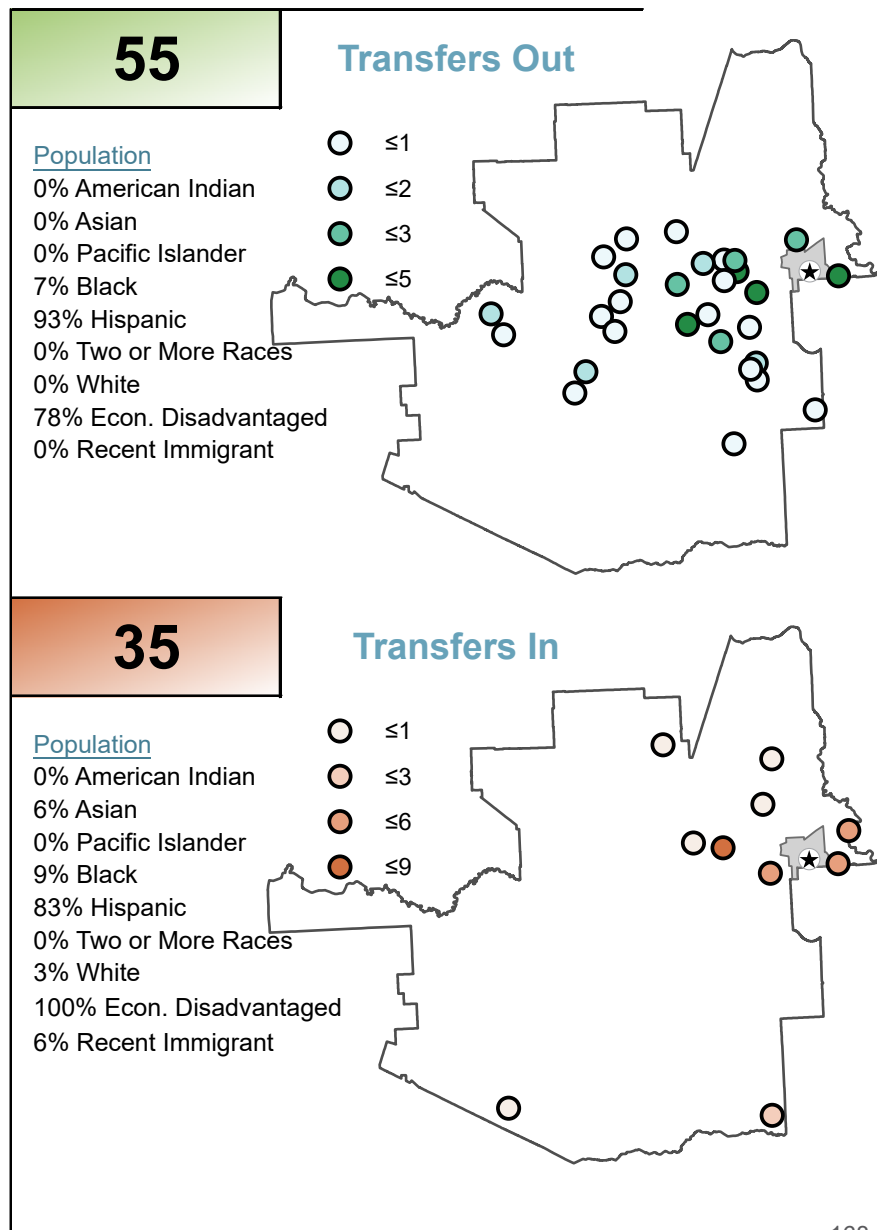 55
Transfers Out
Population
0% American Indian
0% Asian
0% Pacific Islander
7% Black
93% Hispanic
0% Two or More Races
0% White
78% Econ. Disadvantaged
0% Recent Immigrant
≤1
≤2
≤3
≤5
35
Transfers In
Population
0% American Indian
6% Asian
0% Pacific Islander
9% Black
83% Hispanic
0% Two or More Races
3% White
100% Econ. Disadvantaged
6% Recent Immigrant
≤1
≤3
≤6
≤9